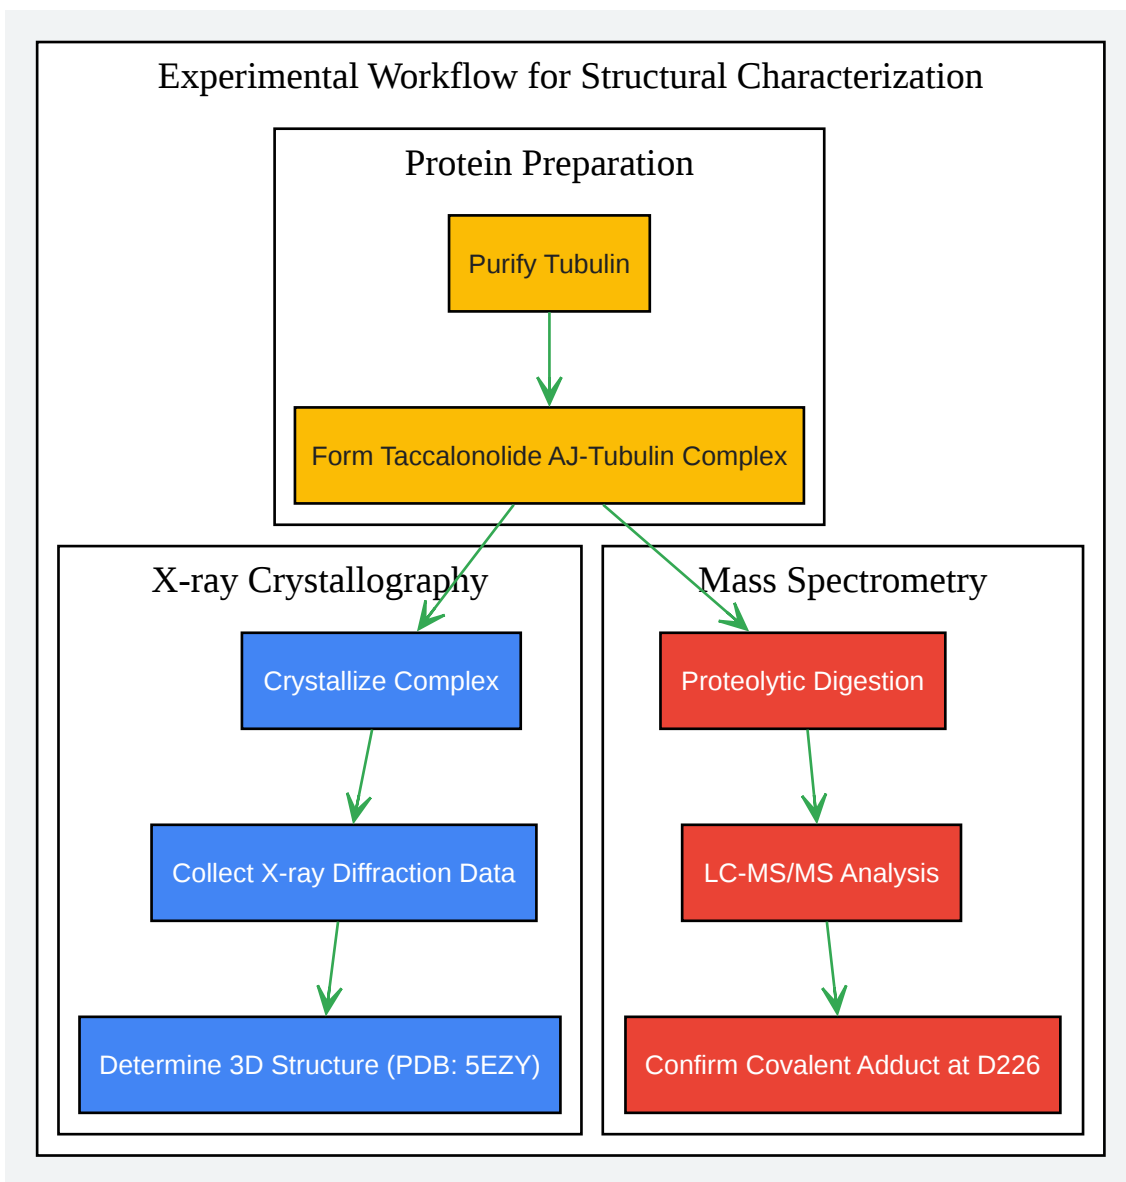 Experimental Workflow for Structural Characterization
Protein Preparation
Purify Tubulin
Form Taccalonolide AJ-Tubulin Complex
X-ray Crystallography
Crystallize Complex
Collect X-ray Diffraction Data
Determine 3D Structure (PDB: 5EZY)
Mass Spectrometry
Proteolytic Digestion
LC-MS/MS Analysis
Confirm Covalent Adduct at D226